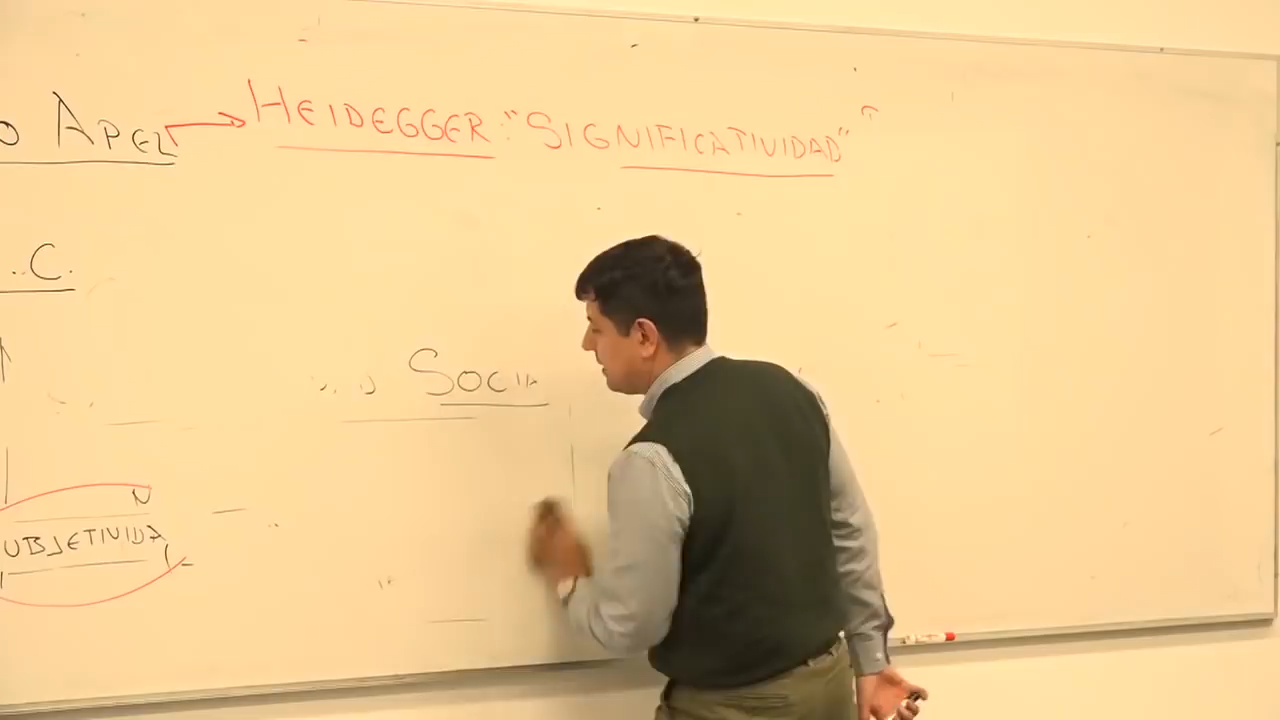 O APEL → HEIDEGGER: "SIGNIFICATIVIDAD"
.C.
SOCIA
N
UBJETIVIDA